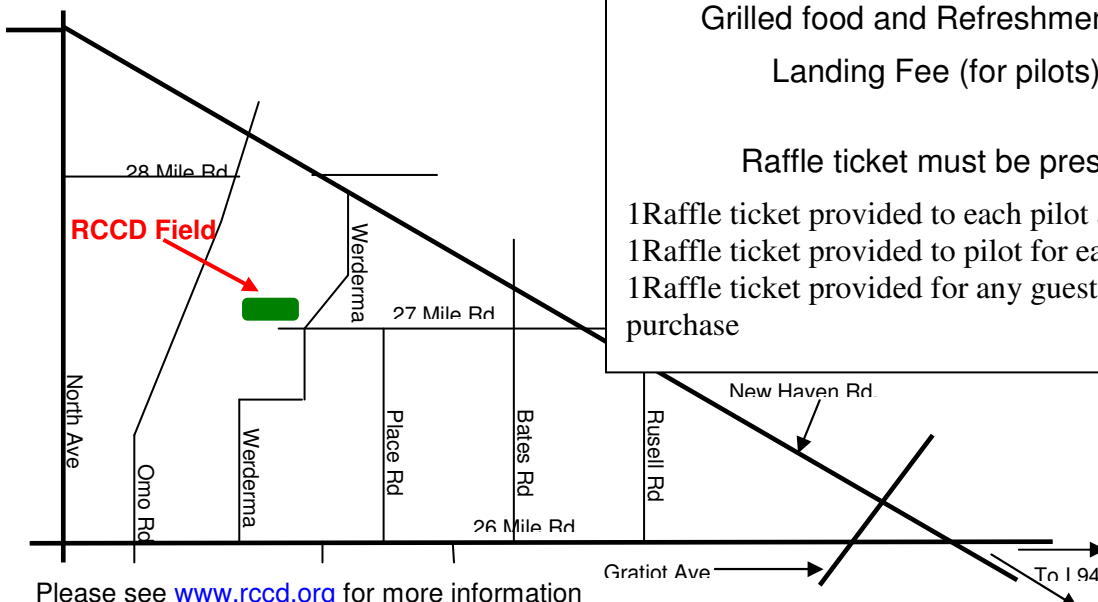 Grilled food and
Landing Fee (for pilots)
Raffle ticket must be
1Raffle ticket provided to each pilot
1Raffle ticket provided to pilot for
1Raffle ticket provided for any guest
purchase
28 Mile Rd
RCCD Field
Werderma
27 Mile Rd
North Ave
New Haven Rd.
Place Rd
Bates Rd
Rusell Rd
Omo Rd
Werderma
26 Mile Rd
Gratiot Ave
To I 94
Please see www.rccd.org for more information